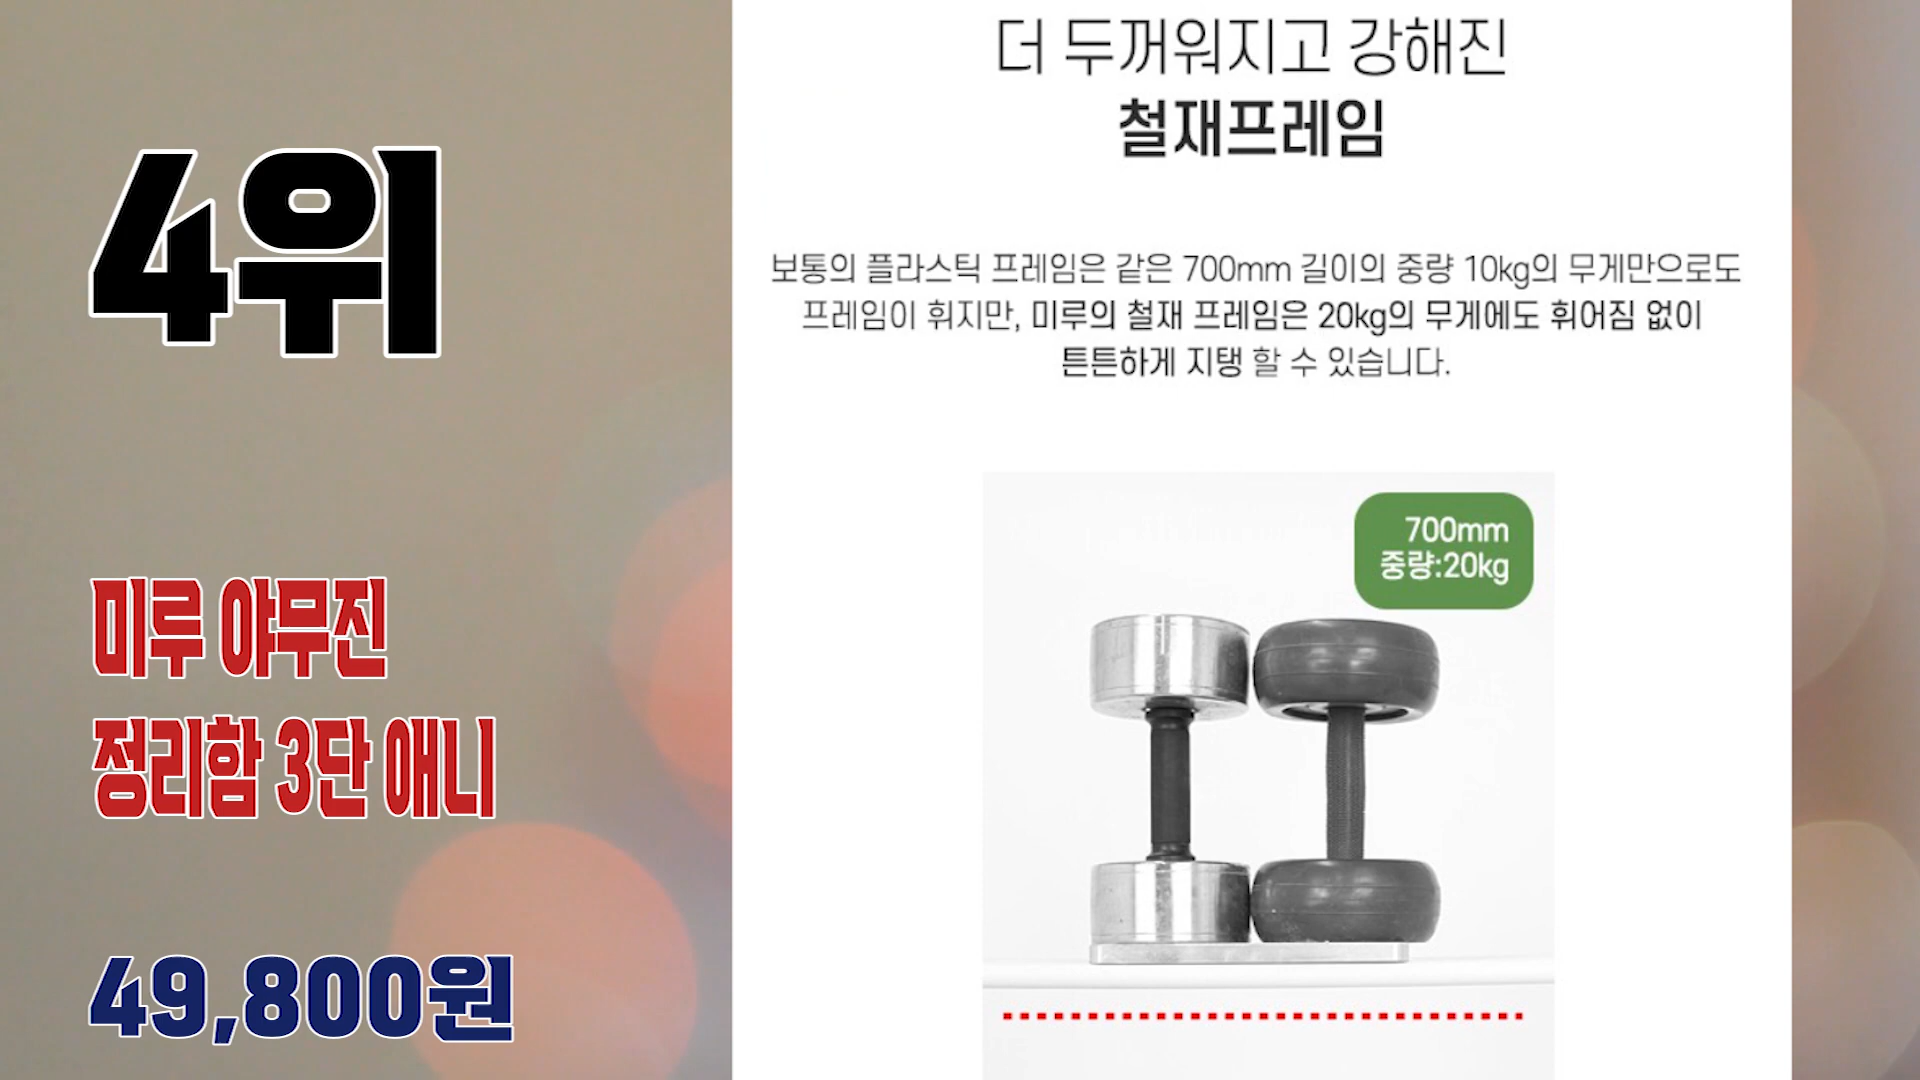 4위
미루 야무진
정리함 3단 애니
49,800원
더 두꺼워지고 강해진
철재프레임
보통의 플라스틱 프레임은 같은 700mm 길이의 중량 10kg의 무게만으로도
프레임이 휘지만, 미루의 철재 프레임은 20kg의 무게에도 휘어짐 없이
튼튼하게 지탱 할 수 있습니다.
700mm
중량:20kg